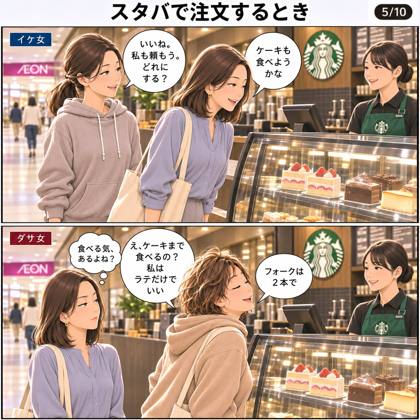 スタバで注文するとき
5/10
イケ女
いいね。
私も頼もう。
どれに
する？
ケーキも
食べよう
かな
AEON
ダサ女
食べる気、
あるよね？
え、ケーキまで
食べるの？
私は
ラテだけで
いい
フォークは
2本で
AEON